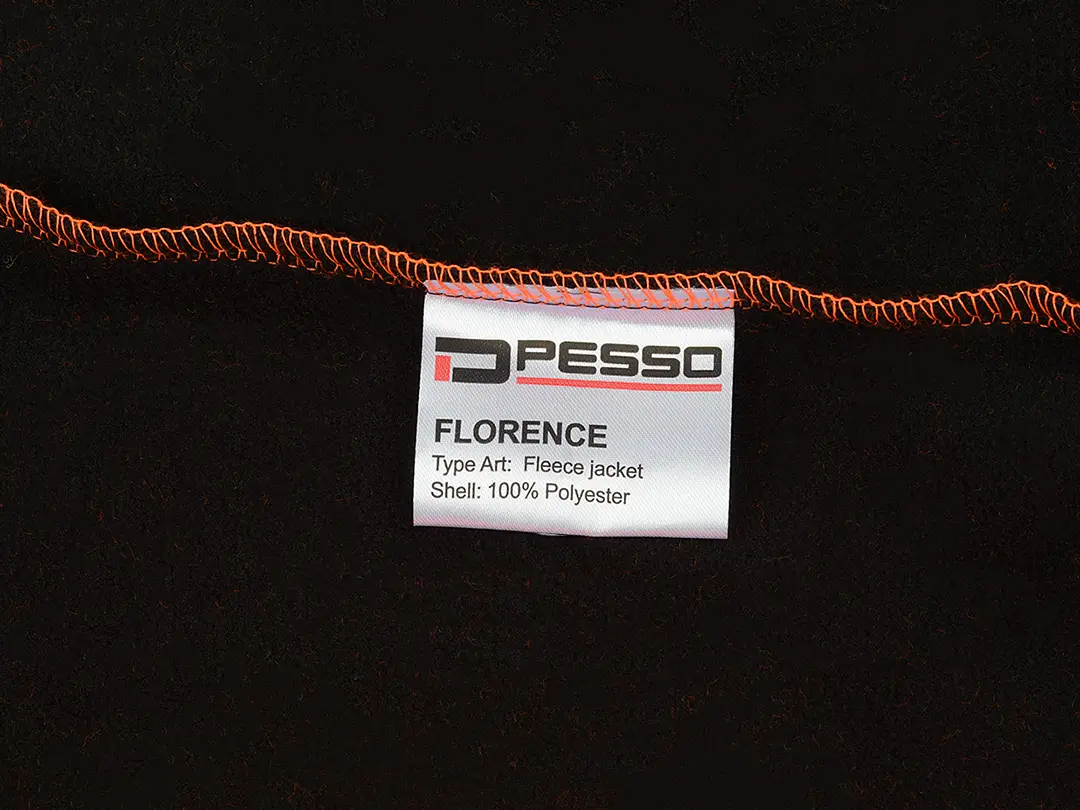 PESSO
FLORENCE
Type Art: Fleece jacket
Shell: 100% Polyester